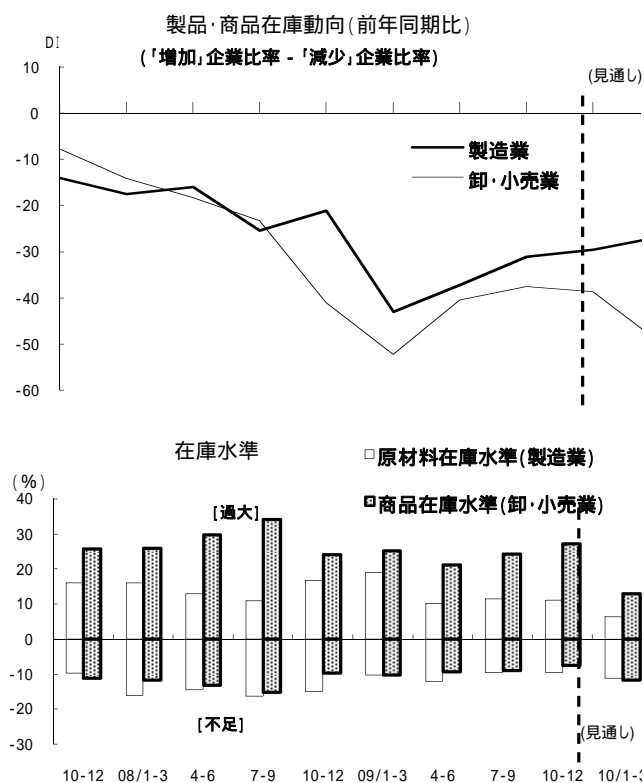 製品･商品在庫動向(前年同期比)
DI
(｢増加｣企業比率 - ｢減少｣企業比率)
(見通し)
10
0
-10
-20
-30
-40
-50
-60
製造業
卸･小売業
在庫水準
(%)
□原材料在庫水準(製造業)
商品在庫水準(卸･小売業)
[過大]
40
30
20
10
0
-10
-20
-30
[不足]
(見通し)
10-12 08/1-3 4-6 7-9 10-12 09/1-3 4-6 7-9 10-12 10/1-3